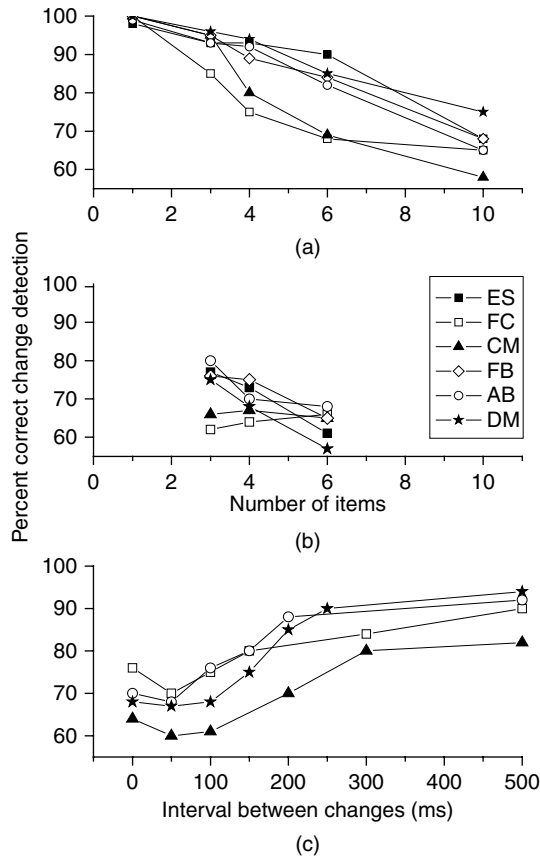 100
90
80
70
60
0 2 4 6 8 10
(a)
Percent correct change detection
100
90
80
70
60
0 2 4 6 8 10
Number of items
(b)
ES
FC
CM
FB
AB
DM
100
90
80
70
60
0 100 200 300 400 500
Interval between changes (ms)
(c)